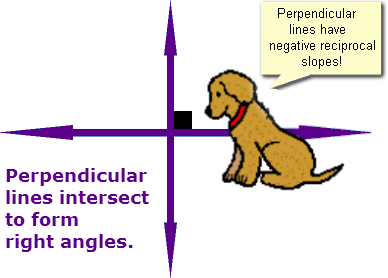 Perpendicular
lines have
negative reciprocal
slopes!
Perpendicular
lines intersect
to form
right angles.